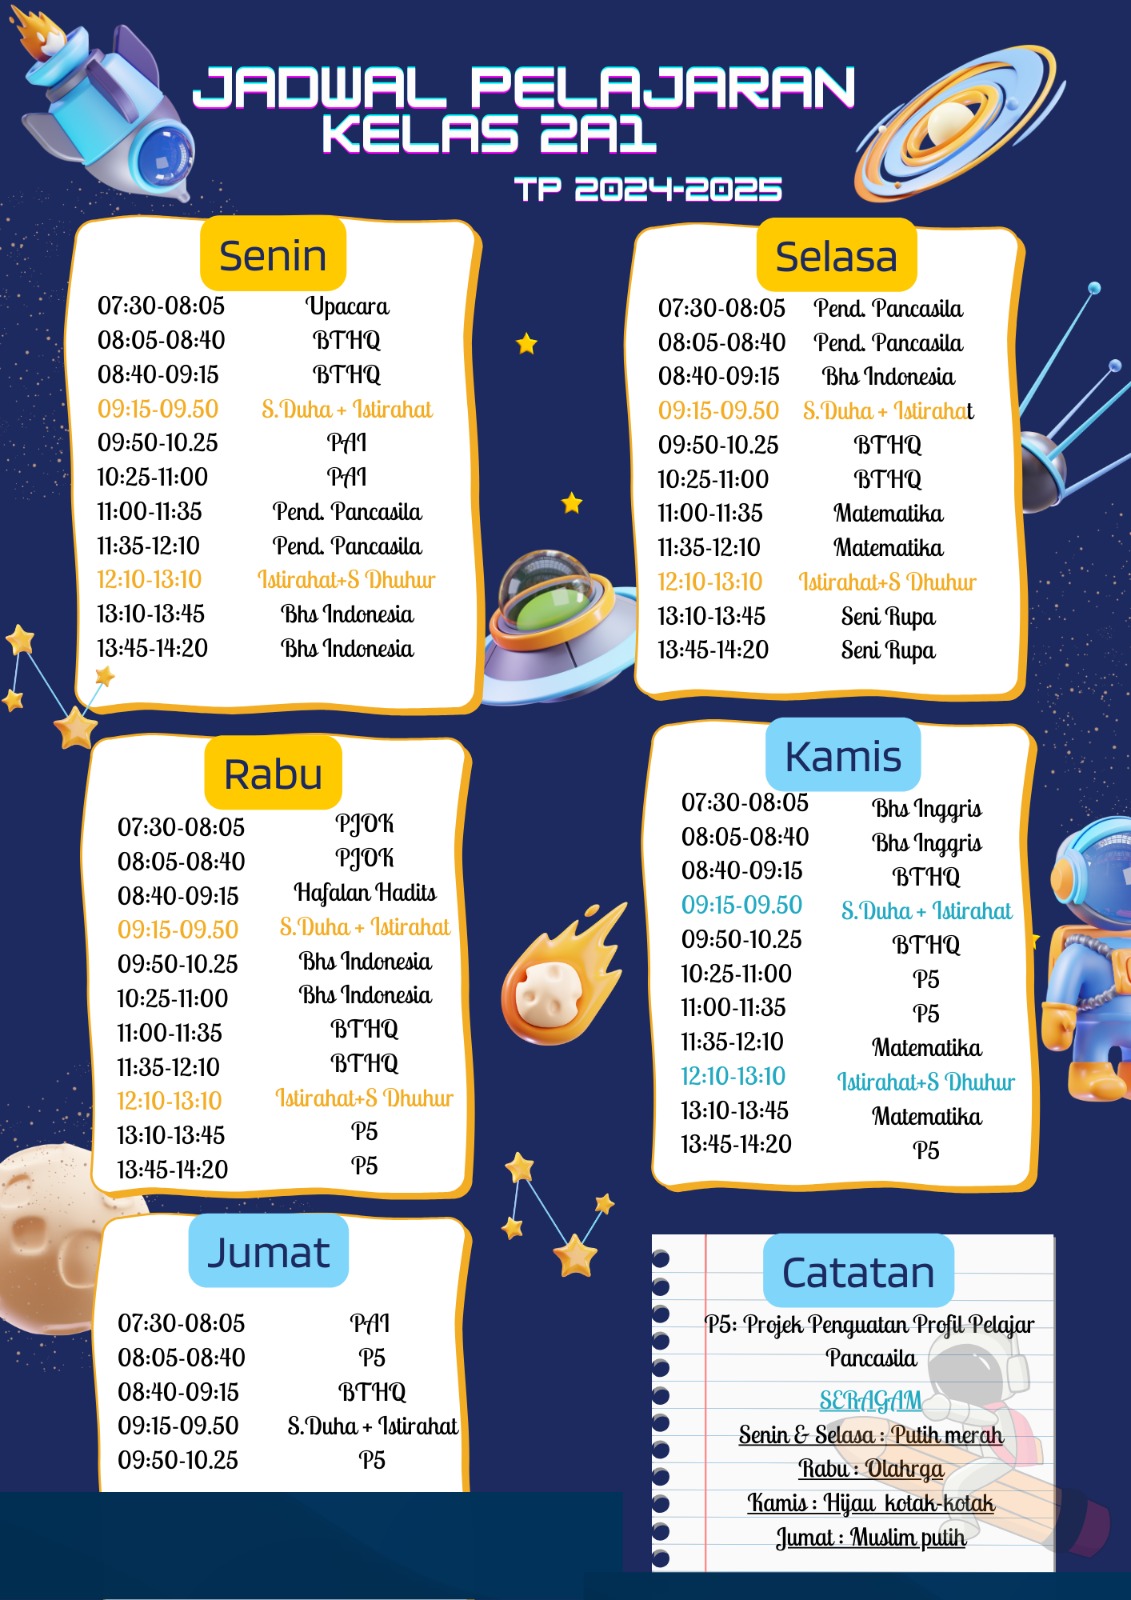 JADWAL PELAJARAN
KELAS 2A1
TP 2024-2025
Senin
07:30-08:05 Upacara
08:05-08:40 BTHQ
08:40-09:15 BTHQ
09:15-09.50 S.Duha + Istirahat
09:50-10.25 PAI
10:25-11:00 PAI
11:00-11:35 Pend. Pancasila
11:35-12:10 Pend. Pancasila
12:10-13:10 Istirahat+S Dhuhur
13:10-13:45 Bhs Indonesia
13:45-14:20 Bhs Indonesia
Selasa
07:30-08:05 Pend. Pancasila
08:05-08:40 Pend. Pancasila
08:40-09:15 Bhs Indonesia
09:15-09.50 S.Duha + Istirahat
09:50-10.25 BTHQ
10:25-11:00 BTHQ
11:00-11:35 Matematika
11:35-12:10 Matematika
12:10-13:10 Istirahat+S Dhuhur
13:10-13:45 Seni Rupa
13:45-14:20 Seni Rupa
Rabu
07:30-08:05 PJOK
08:05-08:40 PJOK
08:40-09:15 Hafalan Hadits
09:15-09.50 S.Duha + Istirahat
09:50-10.25 Bhs Indonesia
10:25-11:00 Bhs Indonesia
11:00-11:35 BTHQ
11:35-12:10 BTHQ
12:10-13:10 Istirahat+S Dhuhur
13:10-13:45 P5
13:45-14:20 P5
Kamis
07:30-08:05 Bhs Inggris
08:05-08:40 Bhs Inggris
08:40-09:15 BTHQ
09:15-09.50 S.Duha + Istirahat
09:50-10.25 BTHQ
10:25-11:00 P5
11:00-11:35 P5
11:35-12:10 Matematika
12:10-13:10 Istirahat+S Dhuhur
13:10-13:45 Matematika
13:45-14:20 P5
Jumat
07:30-08:05 PAI
08:05-08:40 P5
08:40-09:15 BTHQ
09:15-09.50 S.Duha + Istirahat
09:50-10.25 P5
Catatan
P5: Projek Penguatan Profil Pelajar
Pancasila
SERAGAM
Senin & Selasa : Putih merah
Rabu : Olahrga
Kamis : Hijau kotak-kotak
Jumat : Muslim putih